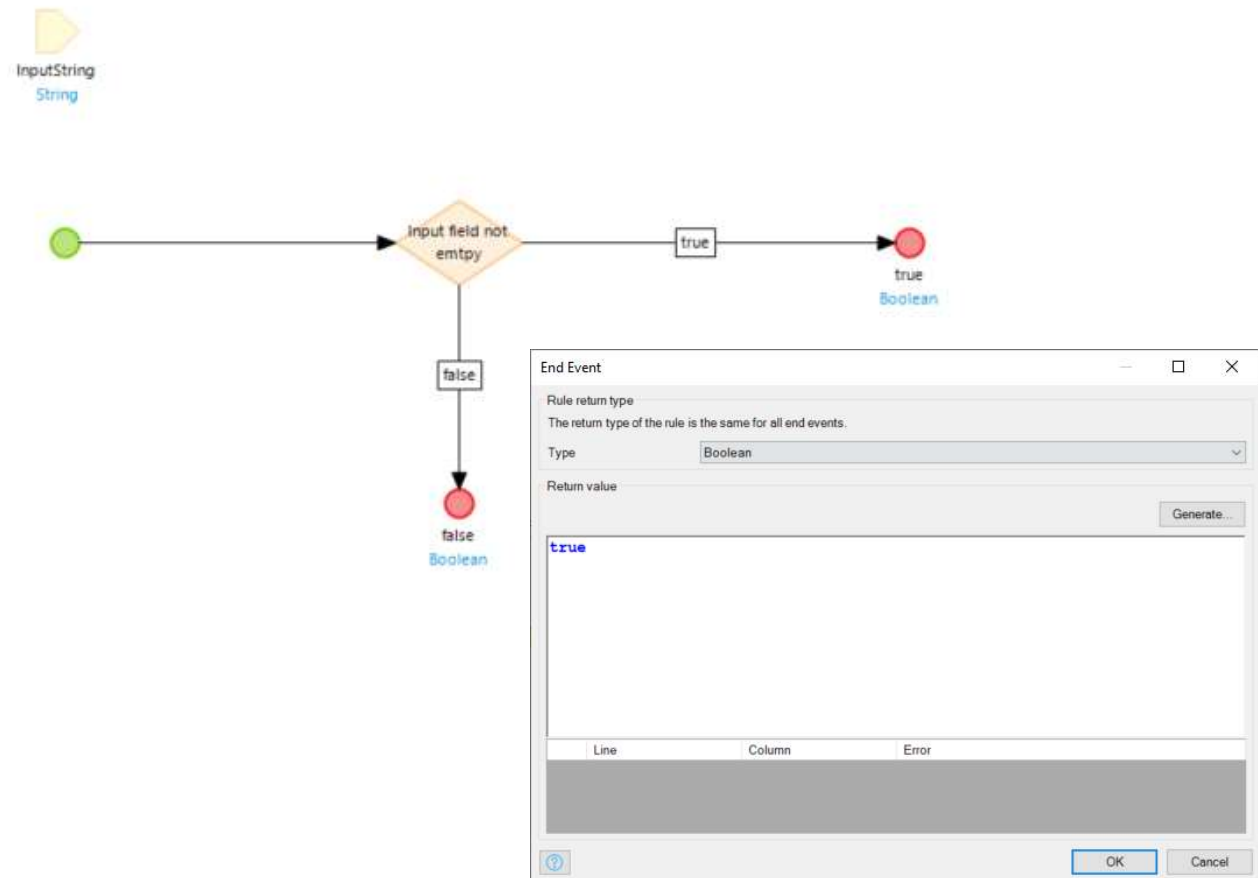 InputString
String
Input field not
emtpy
true
true
Boolean
false
false
Boolean
End Event
Rule return type
The return type of the rule is the same for all end events.
Type
Boolean
Return value
Generate...
true
Line Column Error
OK Cancel